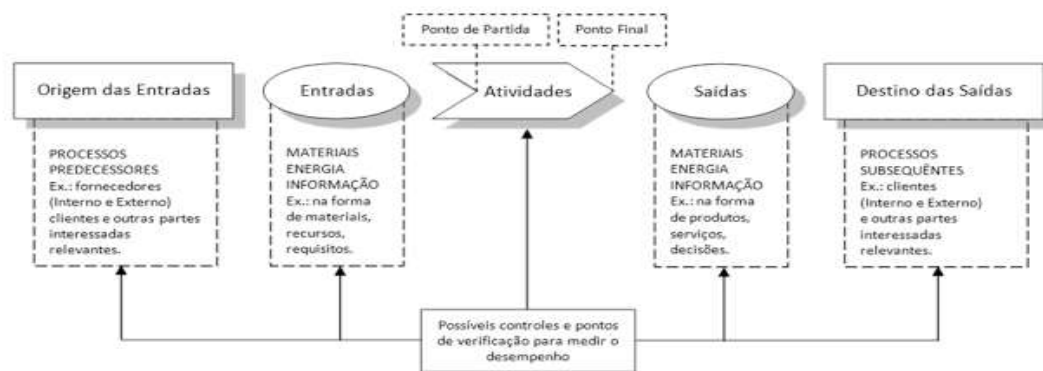 Ponto de Partida
Ponto Final
Origem das Entradas
Entradas
Atividades
Saídas
Destino das Saídas
PROCESSOS
PREDECESSORES
Ex.: fornecedores
(Interno e Externo)
clientes e outras partes
interessadas
relevantes.
MATERIAIS
ENERGIA
INFORMAÇÃO
Ex.: na forma
de materiais,
recursos,
requisitos.
MATERIAIS
ENERGIA
INFORMAÇÃO
Ex.: na forma
de produtos,
serviços,
decisões.
PROCESSOS
SUBSEQUÊNTES
Ex.: clientes
(Interno e Externo)
e outras partes
interessadas
relevantes.
Possíveis controles e pontos
de verificação para medir o
desempenho